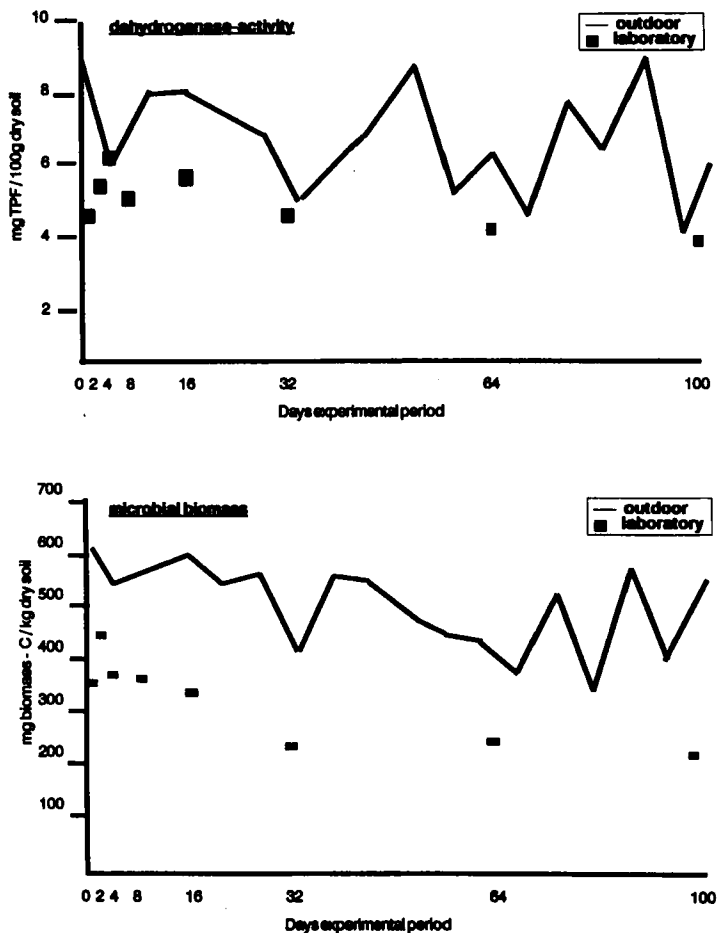 10
dehydroganase-activity
outdoor
laboratory
8
6
4
2
mg TPF / 100g dry soil
0 2 4 8 16 32 64 100
Days experimental period
700
microbial biomass
outdoor
laboratory
600
500
400
300
200
100
mg biomass - C / kg dry soil
0 2 4 8 16 32 64 100
Days experimental period